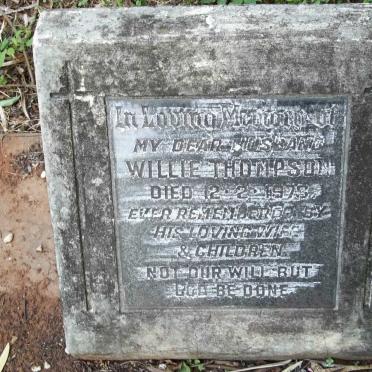 In Loving Memory of
MY DEAR HUSBAND
WILLIE THOMPSON
DIED 12-2-1973
EVER REMEMBERED BY
HIS LOVING WIFE
& CHILDREN
NOT OUR WILL BUT
GOD BE DONE